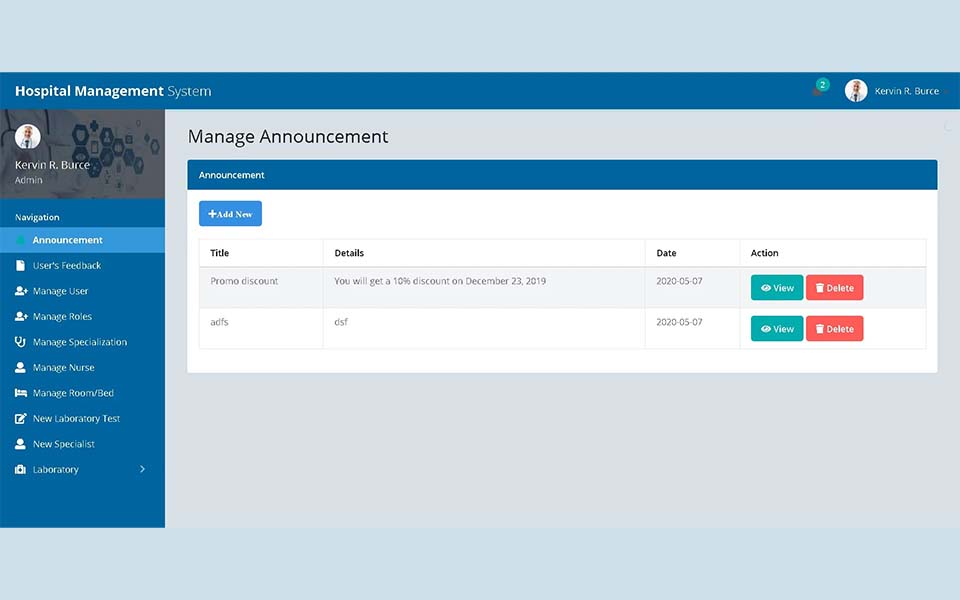 Hospital Management System
2
Kervin R. Burce
Kervin R. Burce
Admin
Navigation
Announcement
User's Feedback
Manage User
Manage Roles
Manage Specialization
Manage Nurse
Manage Room/Bed
New Laboratory Test
New Specialist
Laboratory
Manage Announcement
Announcement
+Add New
Title Details Date Action
Promo discount You will get a 10% discount on December 23, 2019 2020-05-07 View Delete
adfs dsf 2020-05-07 View Delete